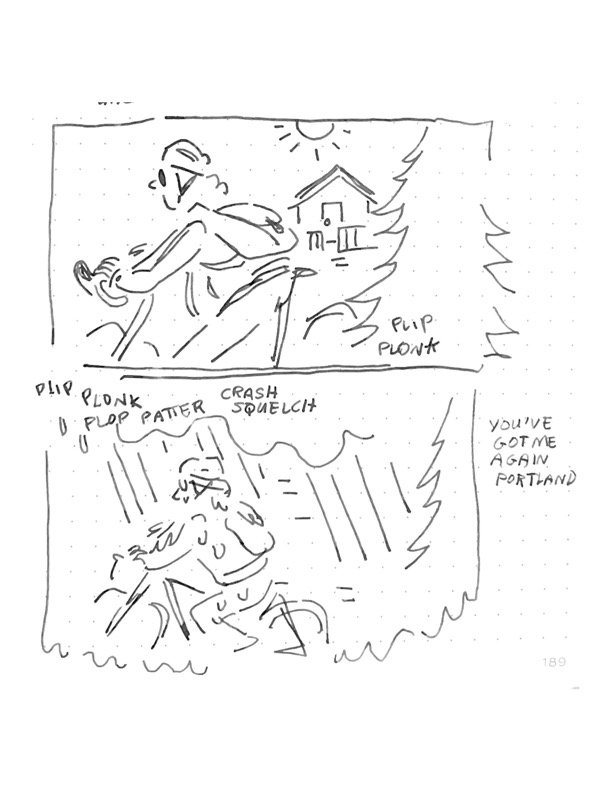 PLIP
PLONK
PLIP PLONK
PLOP PATTER
CRASH
SQUELCH
YOU'VE
GOT ME
AGAIN
PORTLAND
189